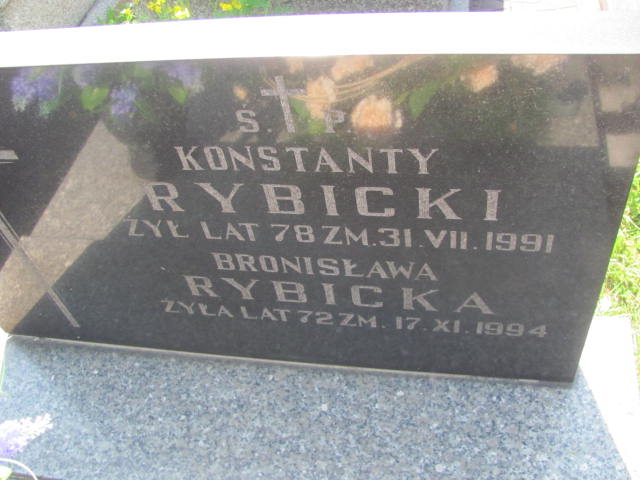 Ś. P.
KONSTANTY
RYBICKI
ŻYŁ LAT 78 ZM. 31. VII. 1991
BRONISŁAWA
RYBICKA
ŻYŁA LAT 72 ZM. 17. XI. 1994